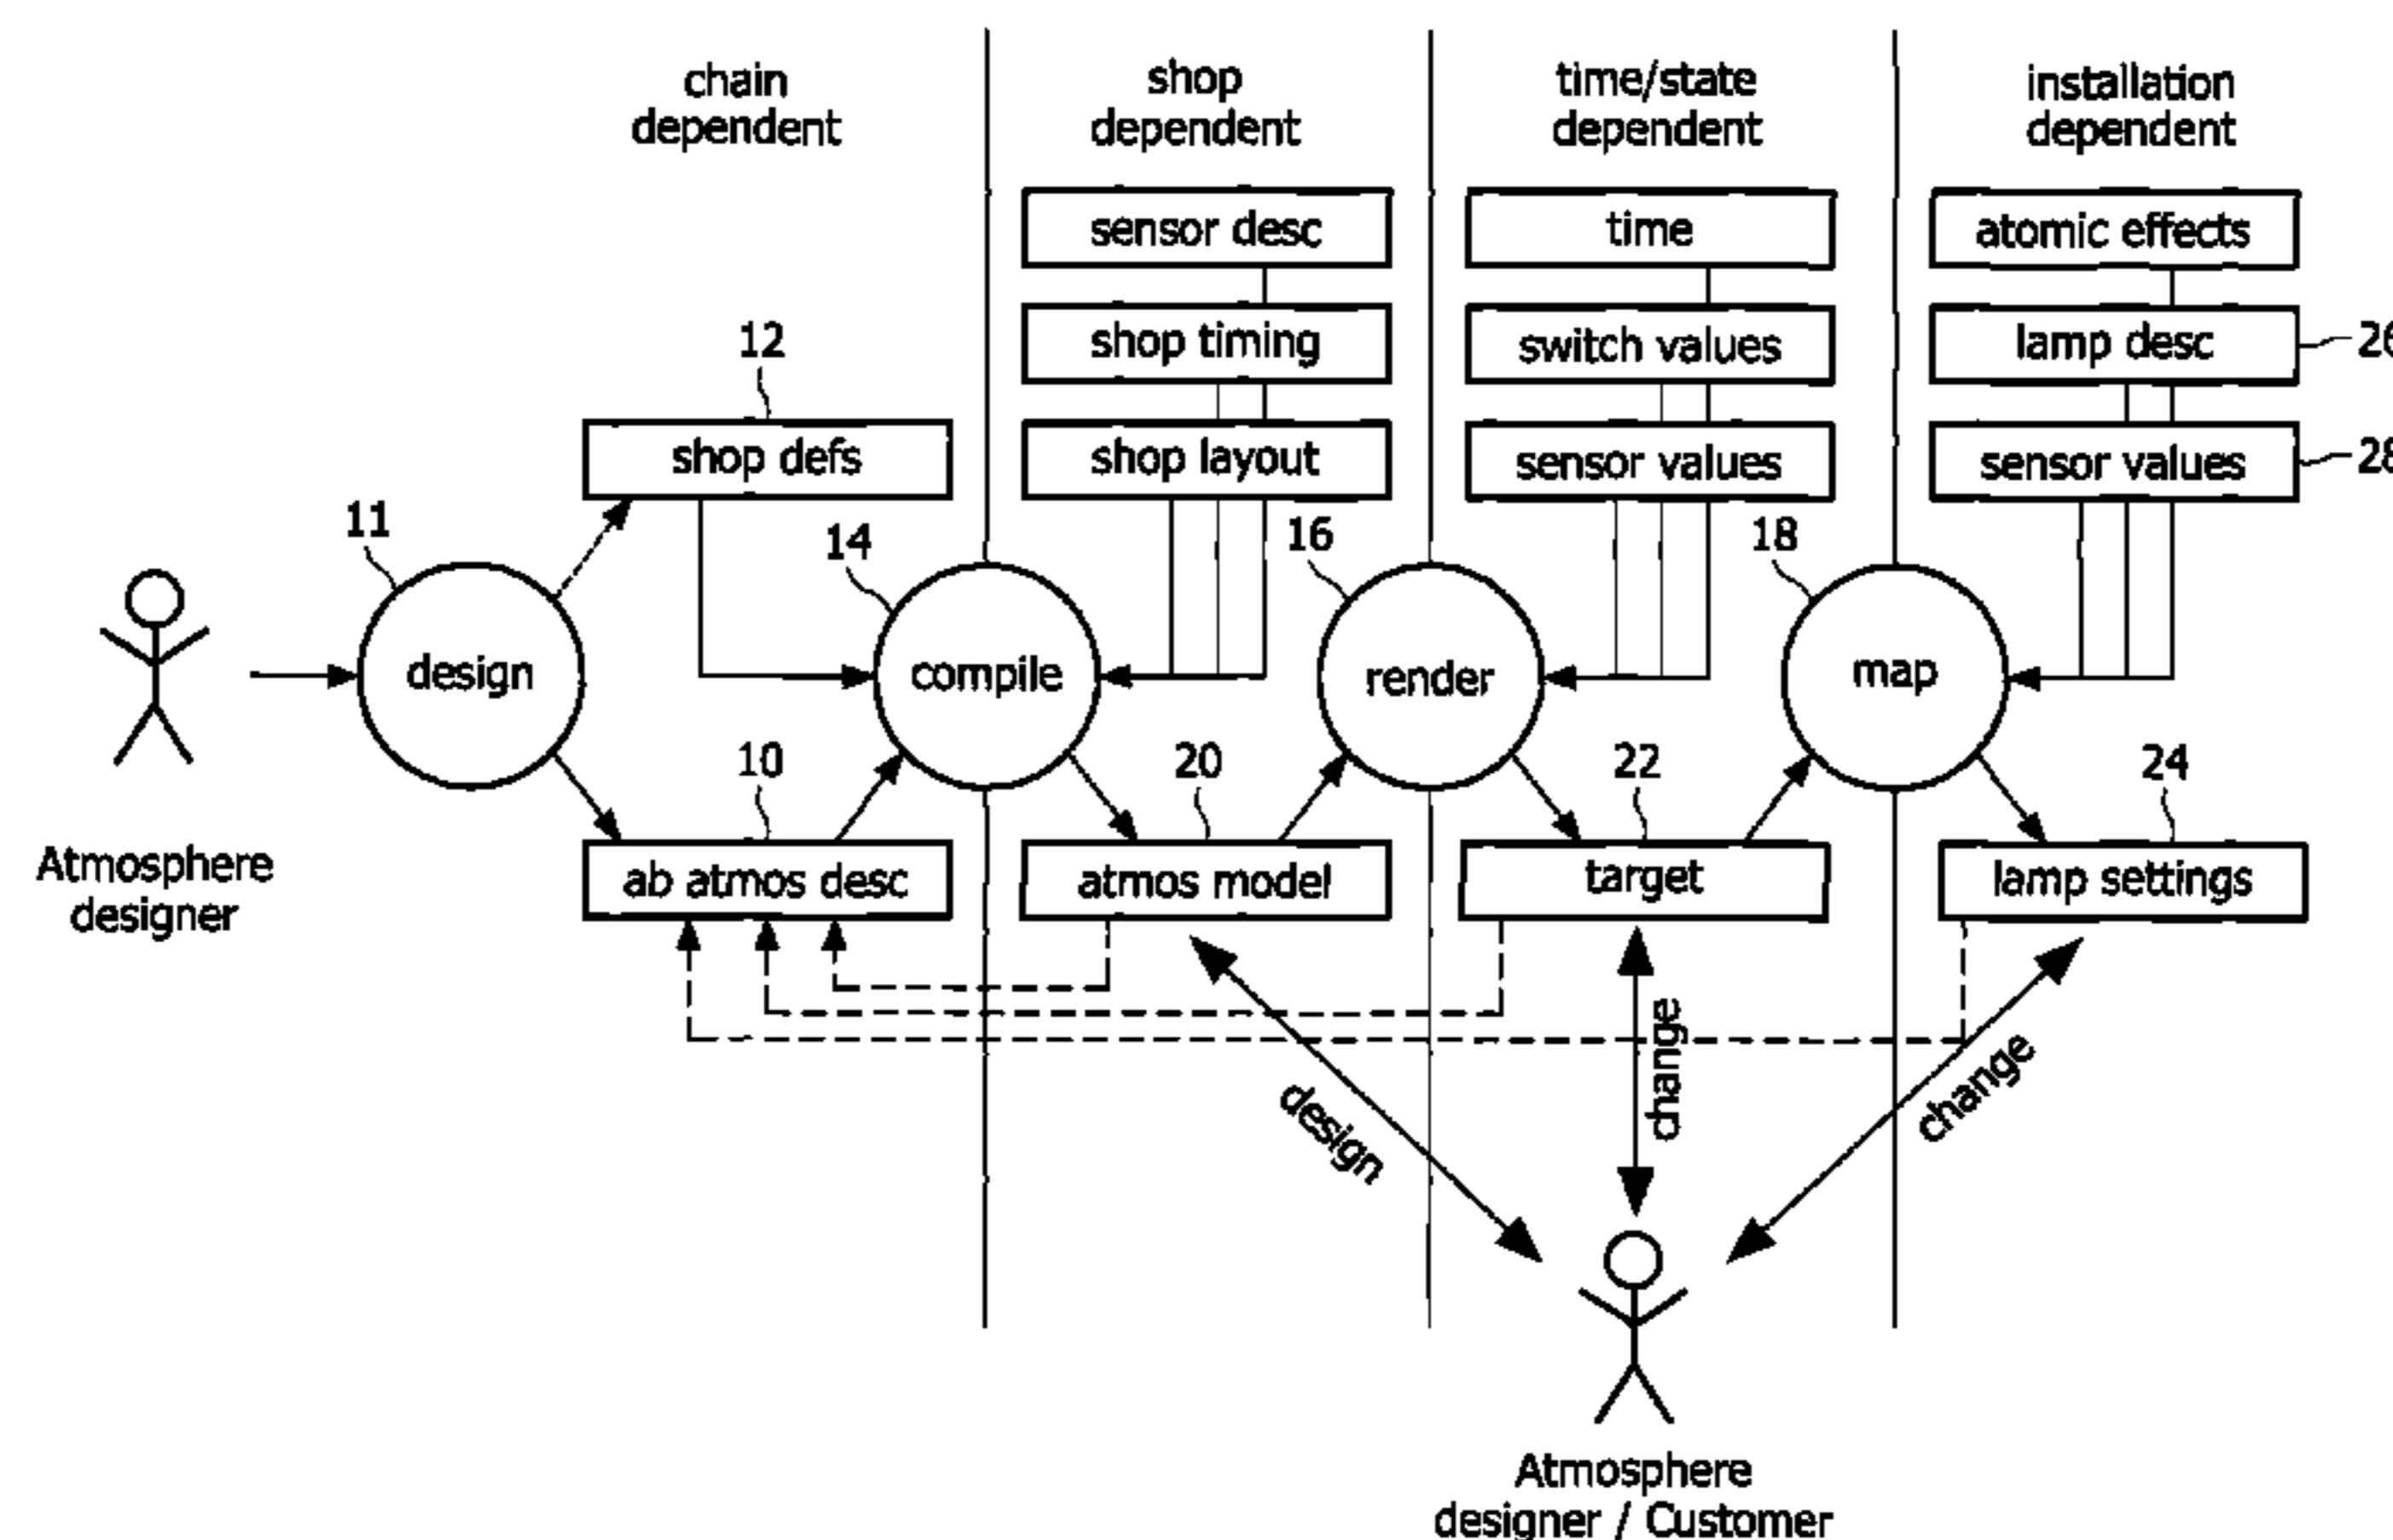 chain
dependent
shop
dependent
time/state
dependent
installation
dependent
sensor desc
time
atomic effects
shop timing
switch values
lamp desc
26
12
shop defs
shop layout
sensor values
sensor values
28
11
14
16
18
design
compile
render
map
10
20
22
24
ab atmos desc
atmos model
target
lamp settings
Atmosphere
designer
design
change
change
Atmosphere
designer / Customer